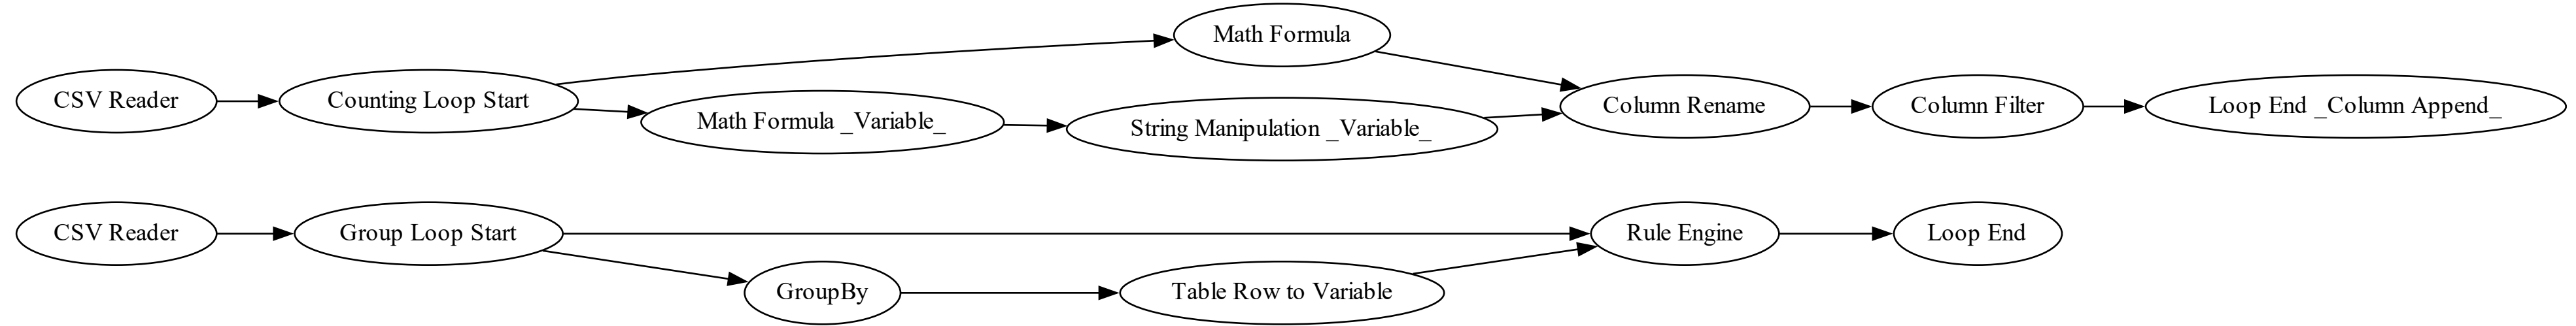 CSV Reader
Counting Loop Start
Math Formula
Math Formula _Variable_
String Manipulation _Variable_
Column Rename
Column Filter
Loop End _Column Append_
CSV Reader
Group Loop Start
GroupBy
Table Row to Variable
Rule Engine
Loop End